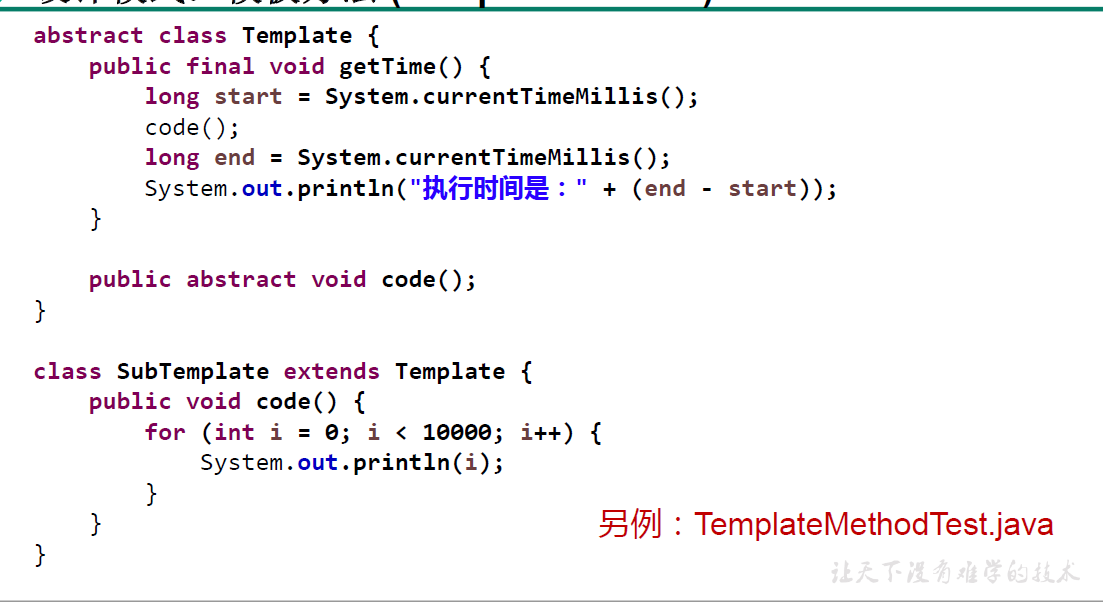 abstract class Template {
    public final void getTime() {
        long start = System.currentTimeMillis();
        code();
        long end = System.currentTimeMillis();
        System.out.println("执行时间是：" + (end - start));
    }

    public abstract void code();
}

class SubTemplate extends Template {
    public void code() {
        for (int i = 0; i < 10000; i++) {
            System.out.println(i);
        }
    }
}
另例：TemplateMethodTest.java
让天下没有难学的技术